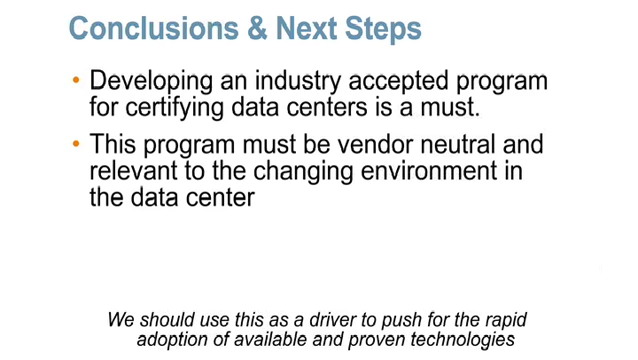 Conclusions & Next Steps
• Developing an industry accepted program
for certifying data centers is a must.
• This program must be vendor neutral and
relevant to the changing environment in
the data center
We should use this as a driver to push for the rapid
adoption of available and proven technologies